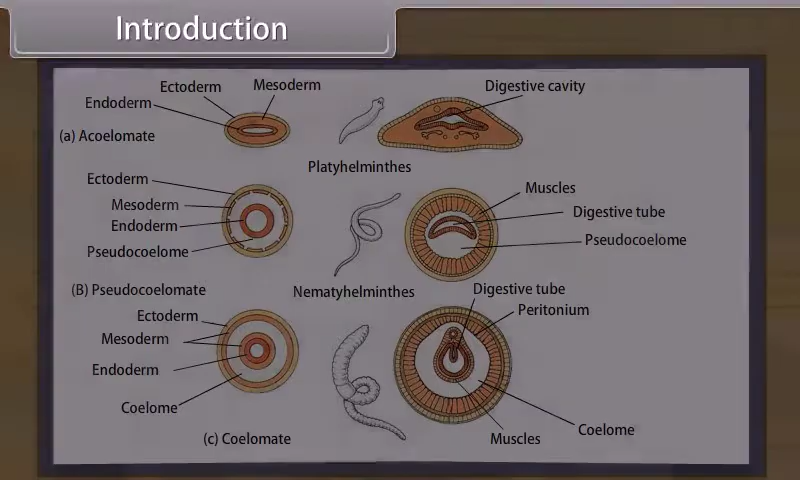 Introduction
Ectoderm
Mesoderm
Endoderm
Digestive cavity
(a) Acoelomate
Platyhelminthes
Ectoderm
Mesoderm
Endoderm
Pseudocoelome
Muscles
Digestive tube
Pseudocoelome
(B) Pseudocoelomate
Nematyhelminthes
Digestive tube
Peritonium
Ectoderm
Mesoderm
Endoderm
Coelome
(c) Coelomate
Muscles
Coelome